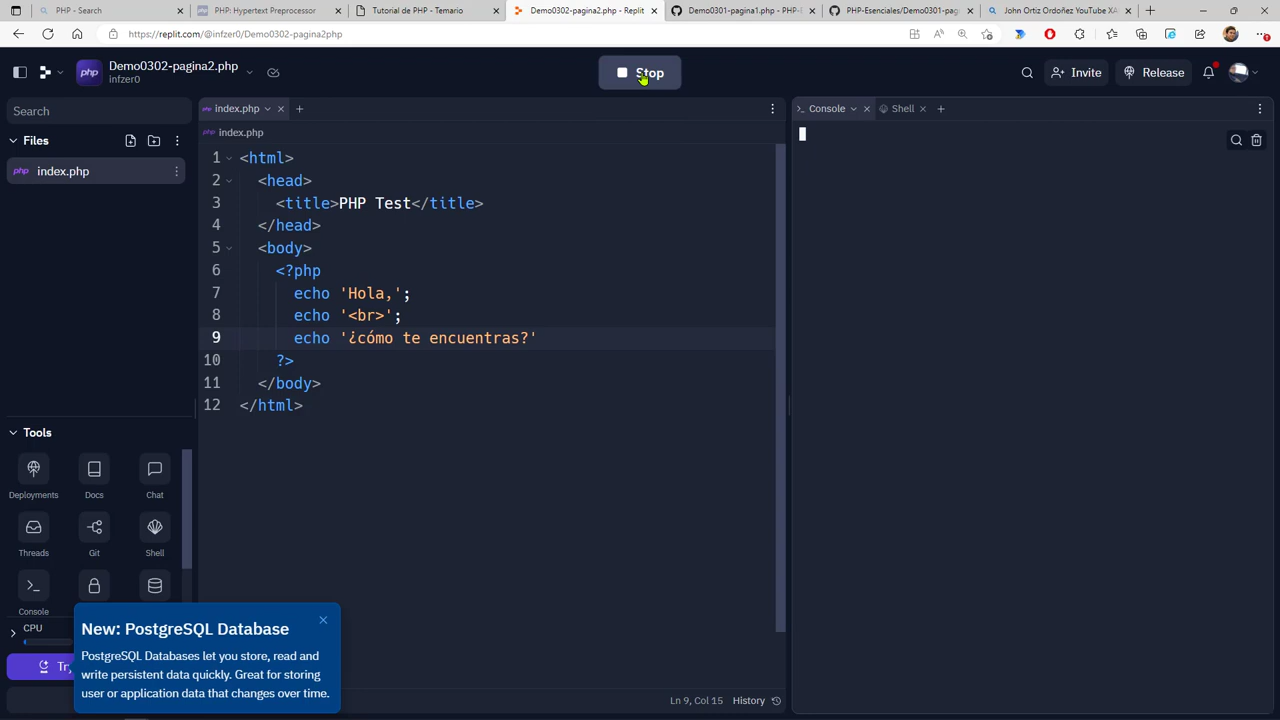 PHP - Search
PHP: Hypertext Preprocessor
Tutorial de PHP - Temario
Demo0302-pagina2.php - Replit
Demo0301-pagina1.php - PHP-E
PHP-Esenciales/Demo0301-pag
John Ortiz Ordoñez YouTube XA
https://replit.com/@infzer0/Demo0302-pagina2php
php
Demo0302-pagina2.php
infzer0
Stop
Invite
Release
Search
Files
php index.php
php index.php
php index.php
1 <html>
2 <head>
3 <title>PHP Test</title>
4 </head>
5 <body>
6 <?php
7 echo 'Hola,';
8 echo '<br>';
9 echo '¿cómo te encuentras?'
10 ?>
11 </body>
12 </html>
Console
Shell
Tools
Deployments
Docs
Chat
Threads
Git
Shell
Console
CPU
New: PostgreSQL Database
PostgreSQL Databases let you store, read and
write persistent data quickly. Great for storing
user or application data that changes over time.
Ln 9, Col 15
History